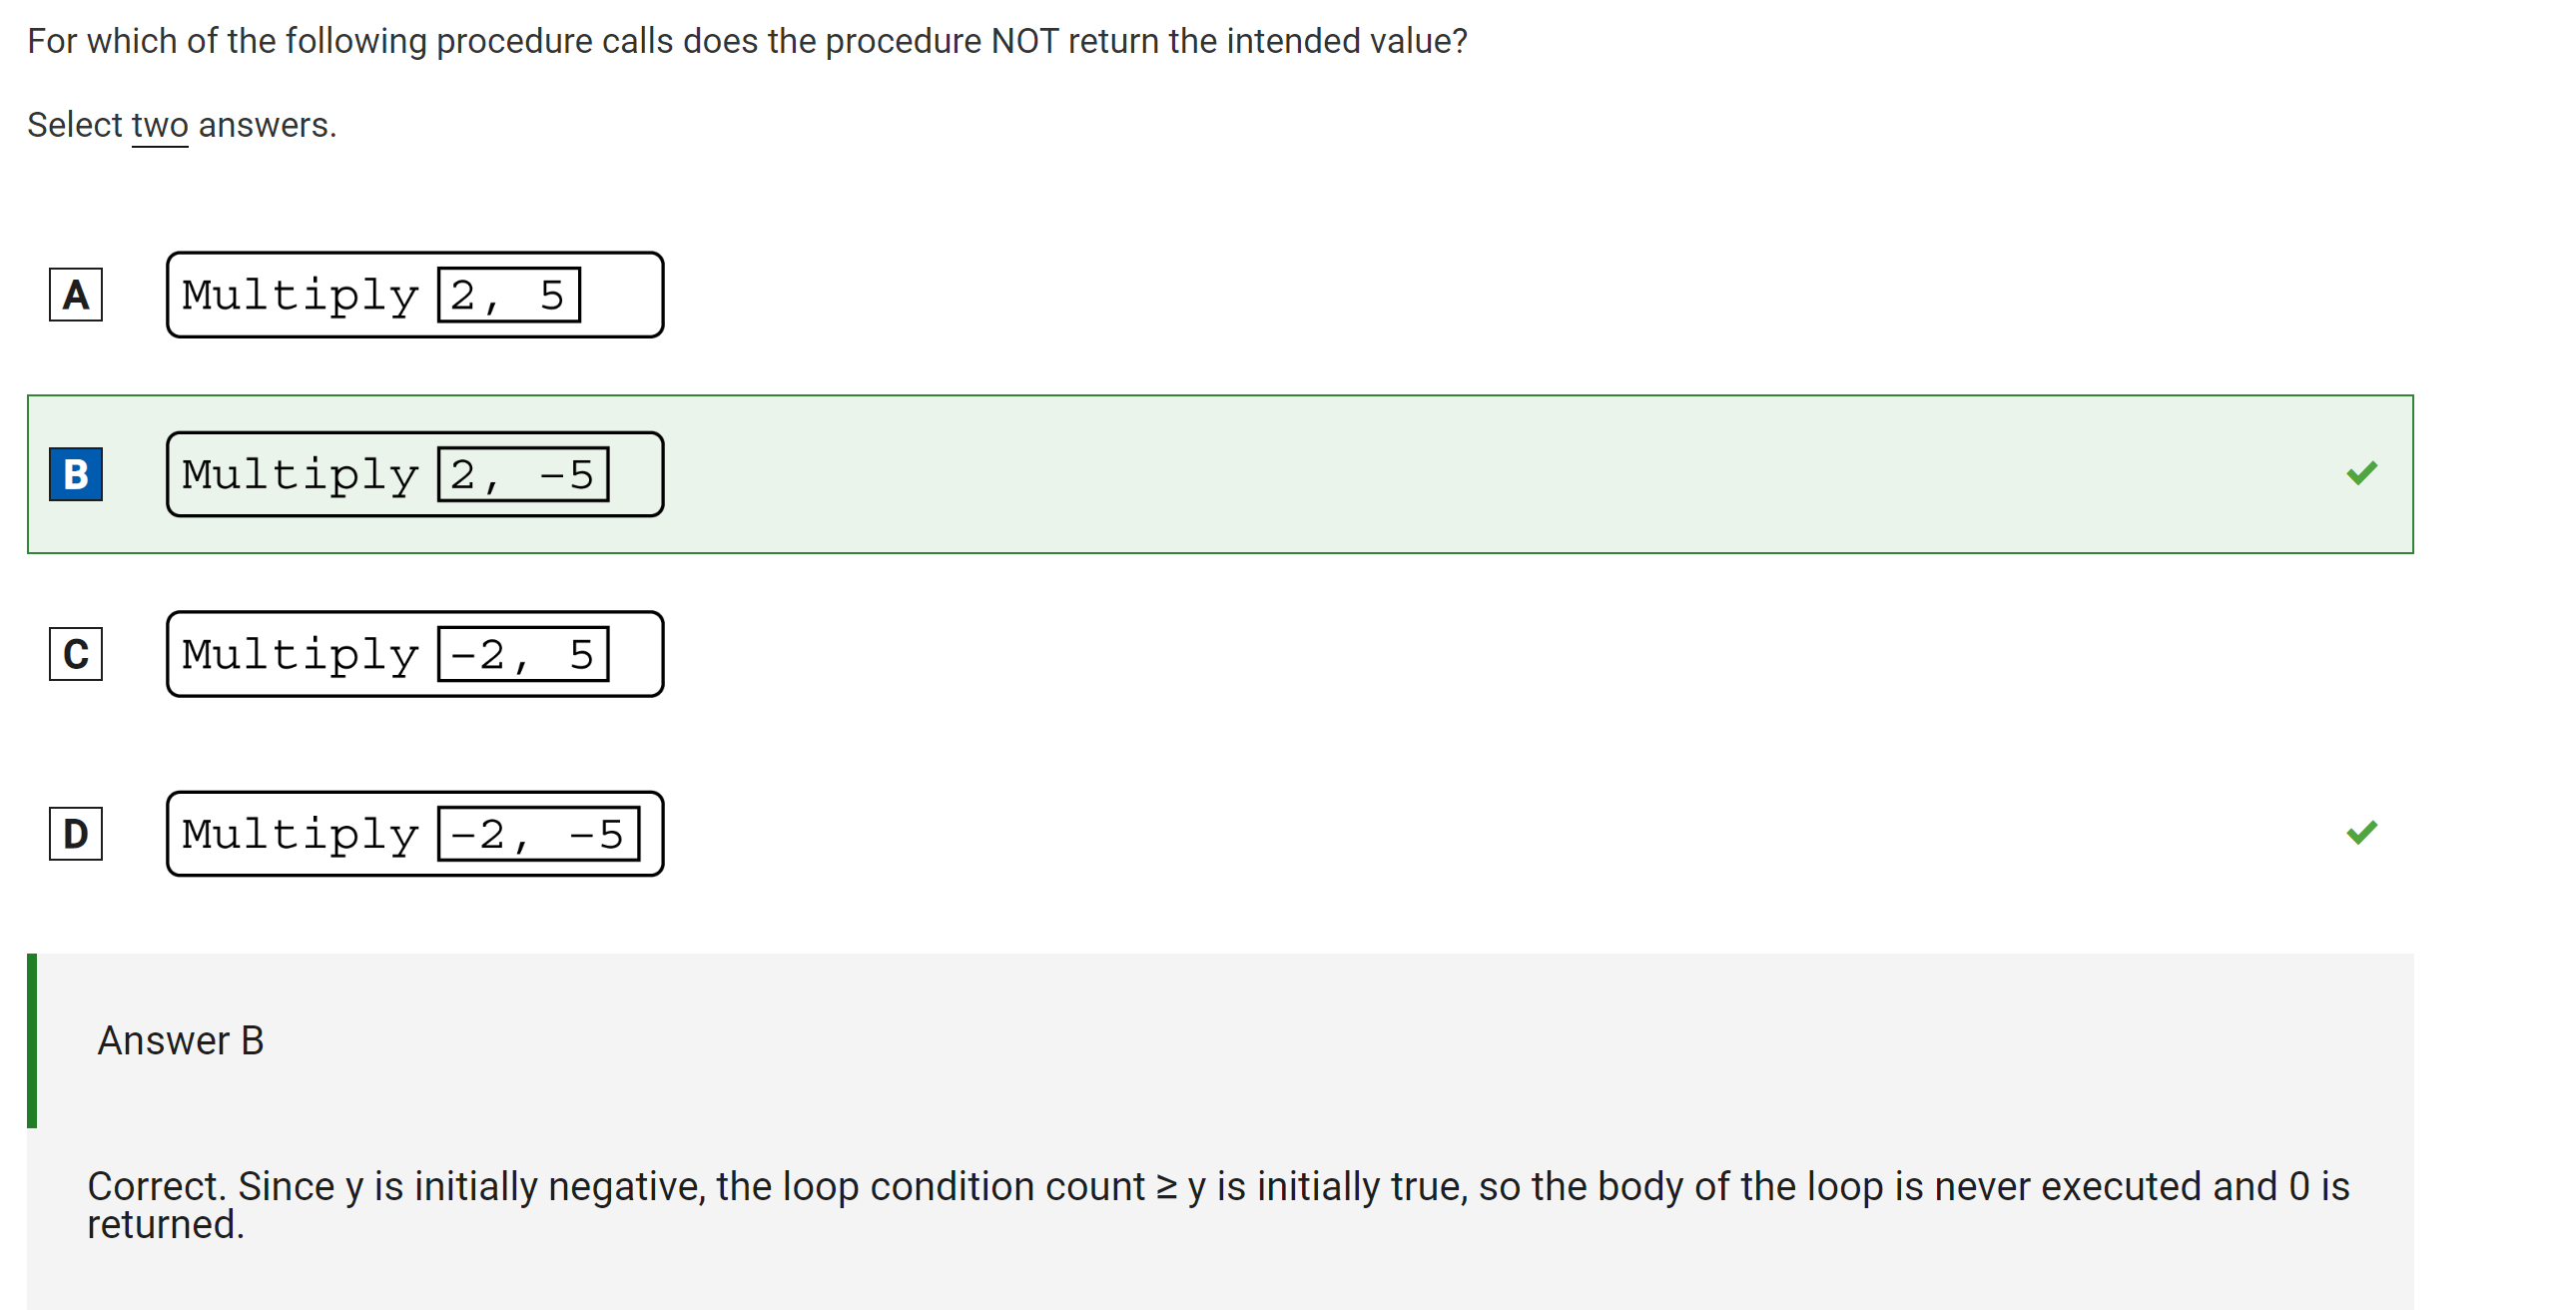 For which of the following procedure calls does the procedure NOT return the intended value?
Select two answers.
A Multiply 2, 5
B Multiply 2, −5
C Multiply −2, 5
D Multiply −2, −5
Answer B
Correct. Since y is initially negative, the loop condition count ≥ y is initially true, so the body of the loop is never executed and 0 is
returned.